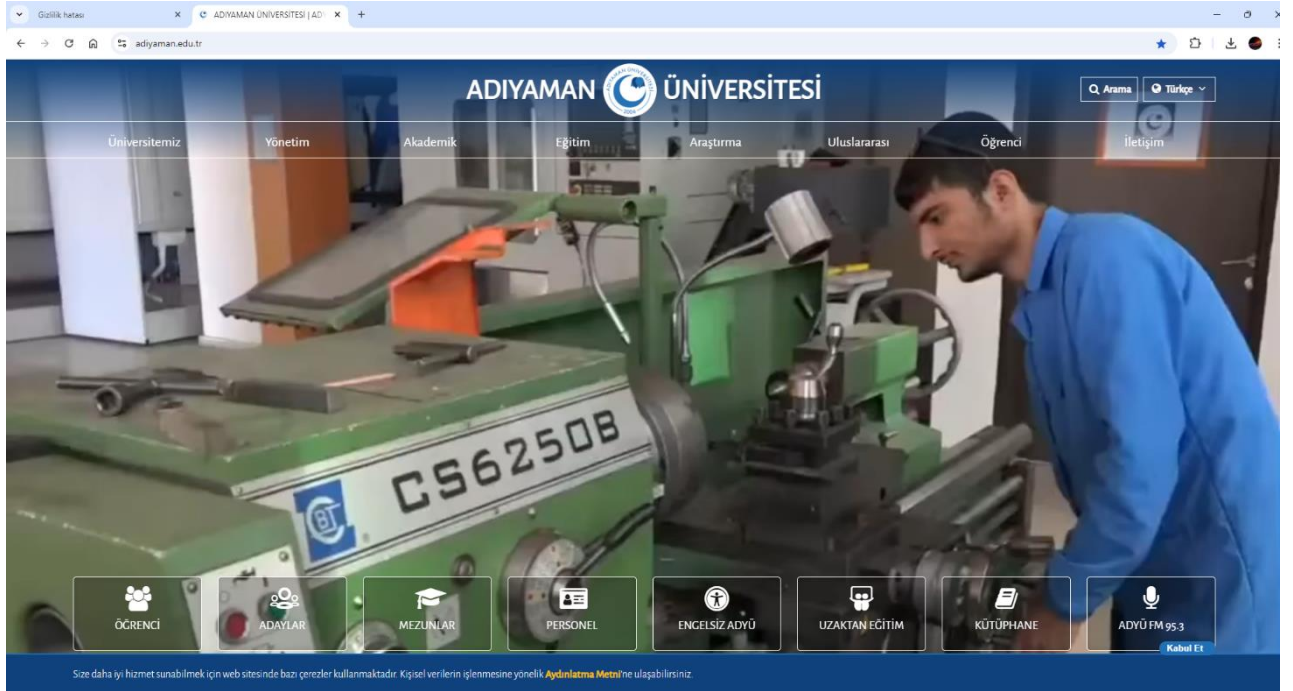 Gizlilik hatası
ADIYAMAN ÜNİVERSİTESİ | AD
adiyaman.edu.tr
ADIYAMAN ÜNİVERSİTESİ
Arama
Türkçe
Üniversitemiz Yönetim Akademik Eğitim Araştırma Uluslararası Öğrenci İletişim
CS6250B
ÖĞRENCİ ADAYLAR MEZUNLAR PERSONEL ENGELSİZ ADYÜ UZAKTAN EĞİTİM KÜTÜPHANE ADYÜ FM 95.3
Kabul Et
Size daha iyi hizmet sunabilmek için web sitesinde bazı çerezler kullanmaktadır. Kişisel verilerin işlenmesine yönelik Aydınlatma Metni'ne ulaşabilirsiniz.